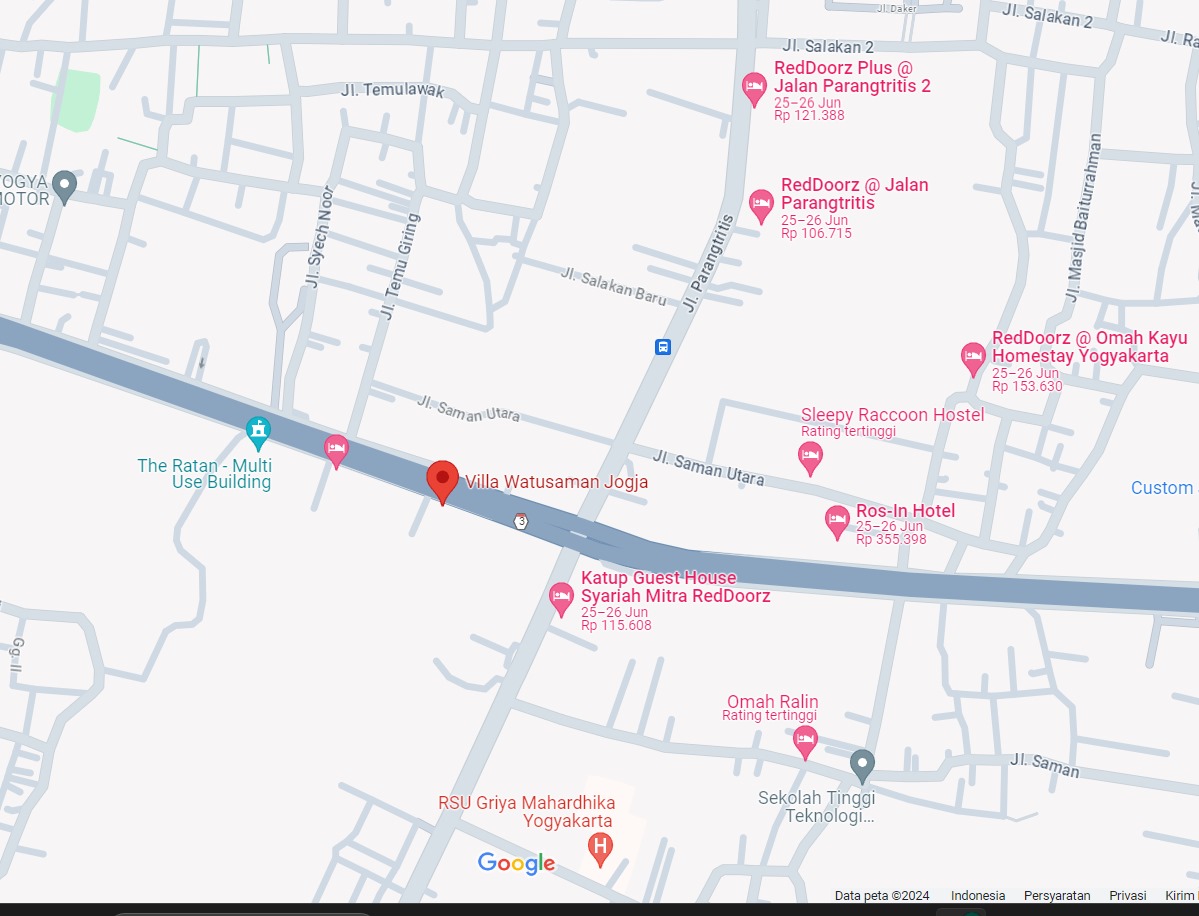 Jl. Daker
Jl. Salakan 2
Jl. Salakan 2
Jl. Ra
RedDoorz Plus @
Jalan Parangtritis 2
25–26 Jun
Rp 121.388
Jl. Temulawak
YOGYA
MOTOR
RedDoorz @ Jalan
Parangtritis
25–26 Jun
Rp 106.715
Jl. Masjid Baiturrahman
Jl. Syech Noor
Jl. Temu Giring
Jl. Parangtritis
Jl. Salakan Baru
RedDoorz @ Omah Kayu
Homestay Yogyakarta
25–26 Jun
Rp 153.630
Jl. Saman Utara
Sleepy Raccoon Hostel
Rating tertinggi
Jl. Saman Utara
The Ratan - Multi
Use Building
Villa Watusaman Jogja
Custom
3
Ros-In Hotel
25–26 Jun
Rp 355.398
Katup Guest House
Syariah Mitra RedDoorz
25–26 Jun
Rp 115.608
Gg. II
Omah Ralin
Rating tertinggi
Jl. Saman
Sekolah Tinggi
Teknologi...
RSU Griya Mahardhika
Yogyakarta
H
Google
Data peta ©2024 Indonesia Persyaratan Privasi Kirim